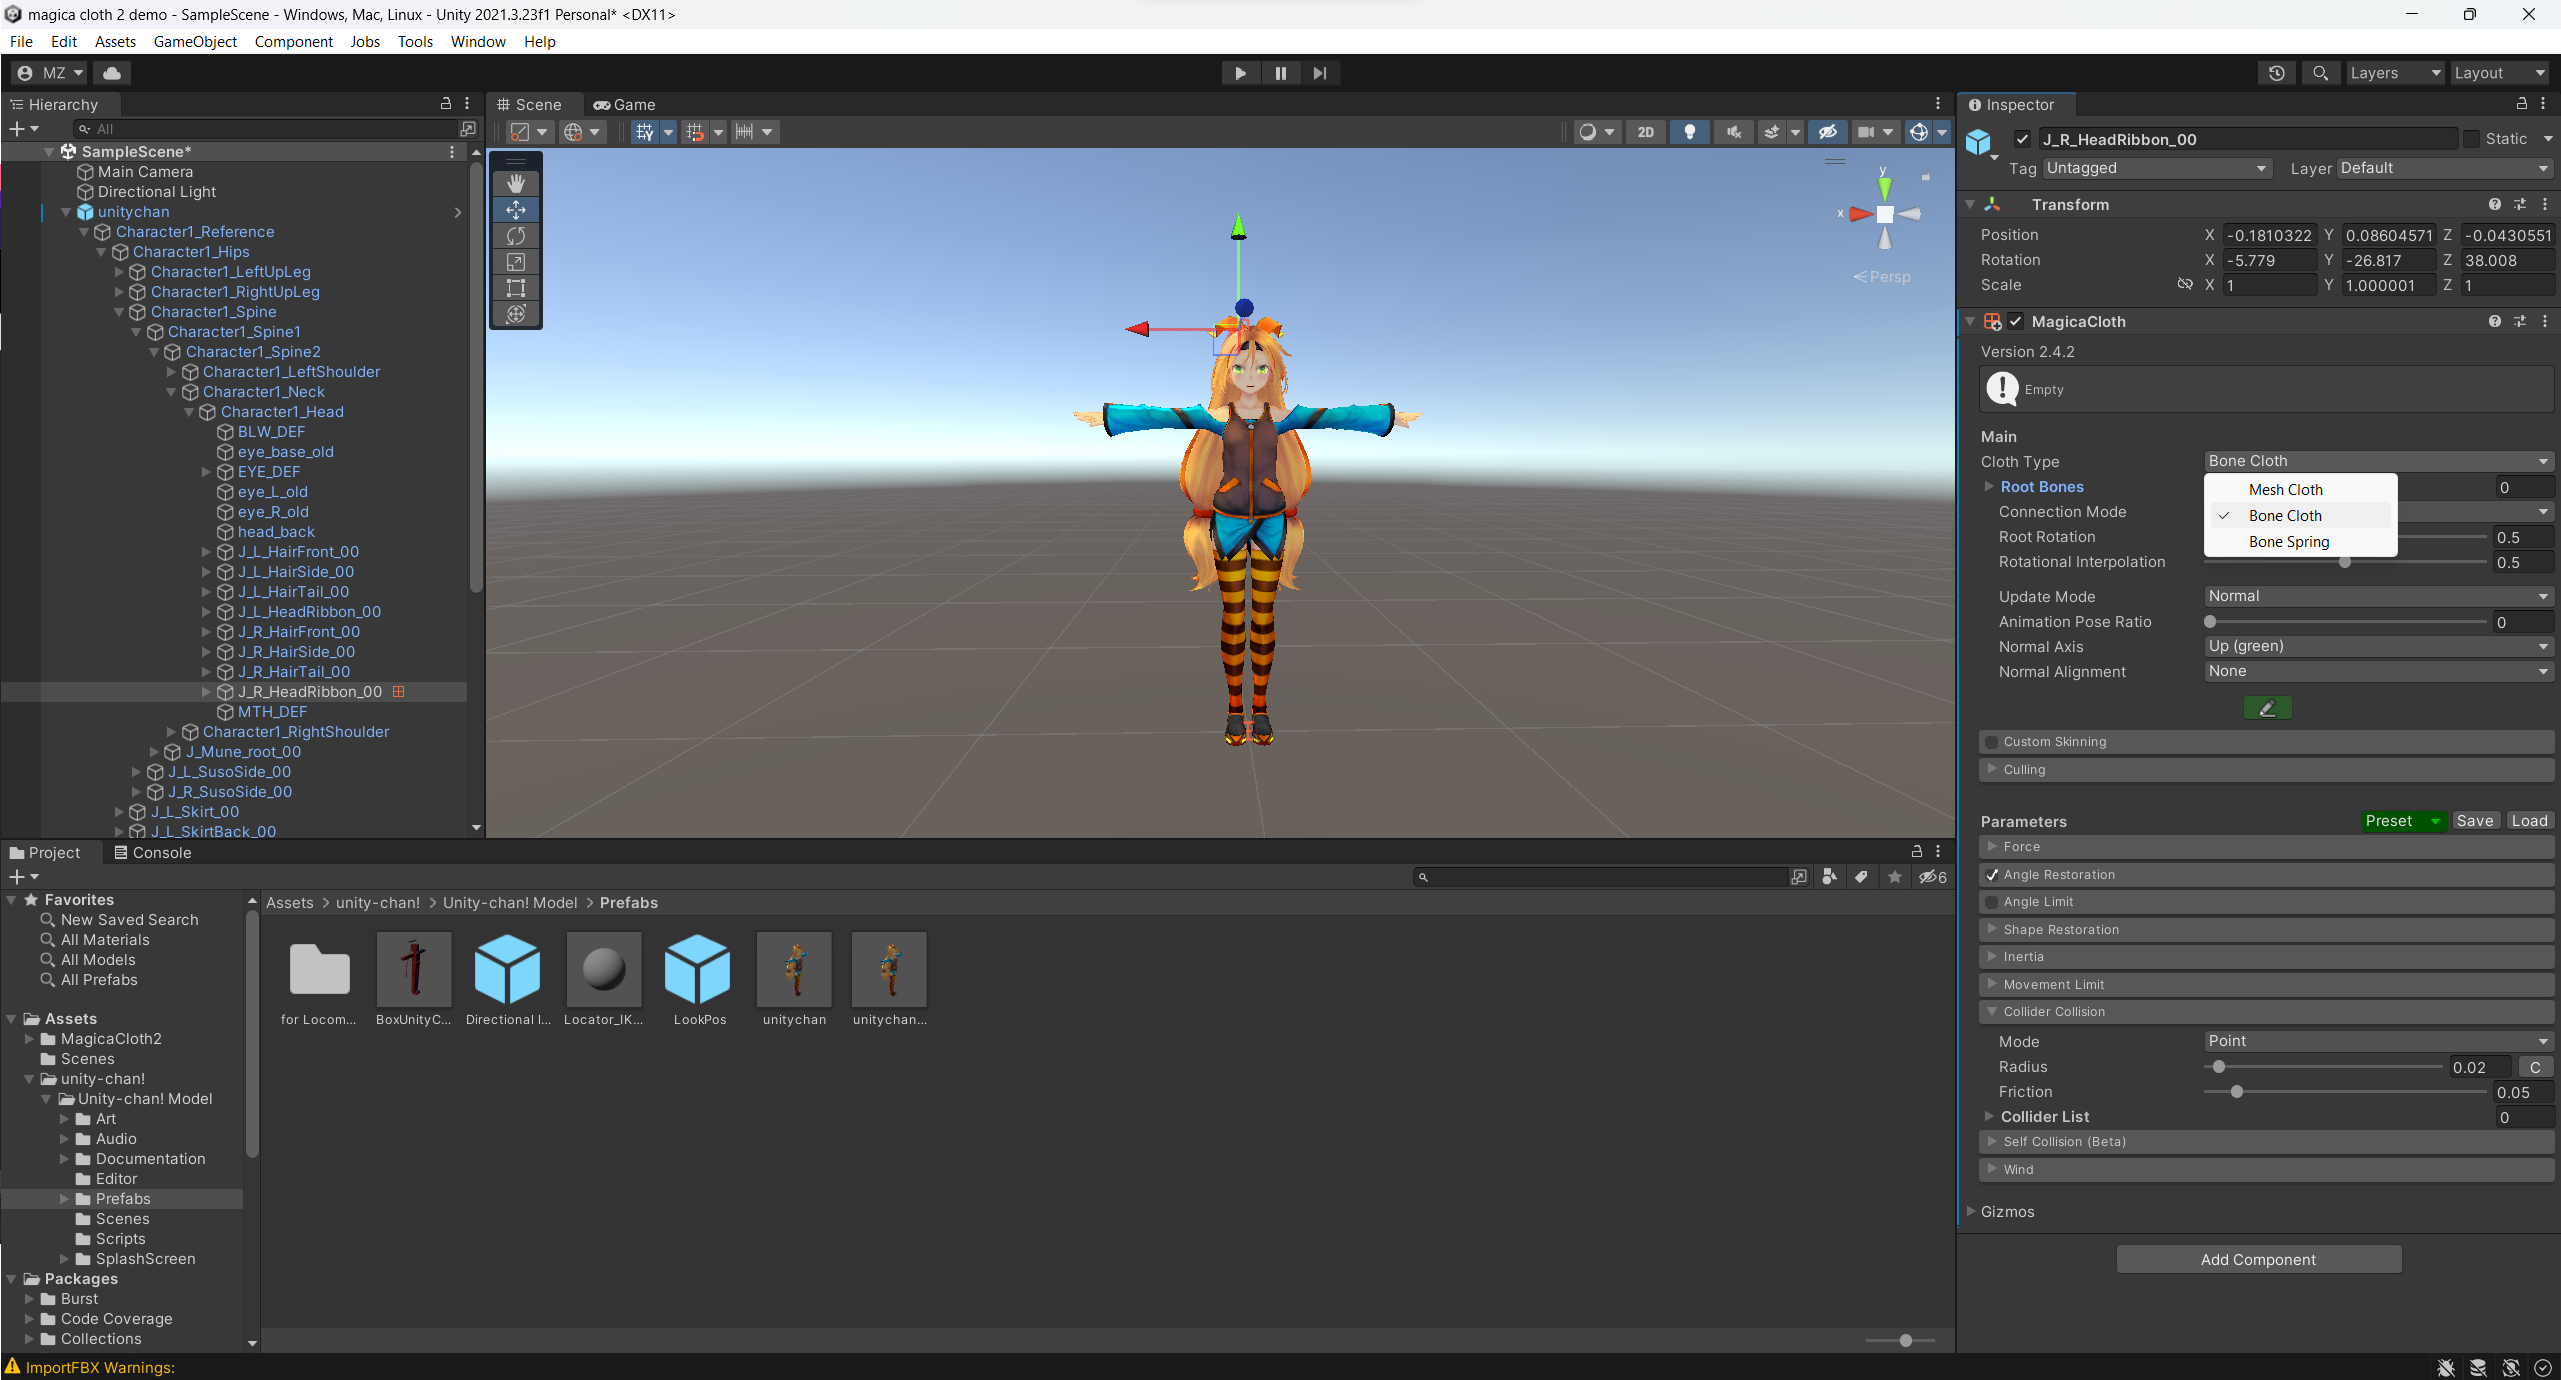 magica cloth 2 demo - SampleScene - Windows, Mac, Linux - Unity 2021.3.23f1 Personal* <DX11>
File Edit Assets GameObject Component Jobs Tools Window Help
MZ
Layers Layout
Hierarchy
All
SampleScene*
Main Camera
Directional Light
unitychan
Character1_Reference
Character1_Hips
Character1_LeftUpLeg
Character1_RightUpLeg
Character1_Spine
Character1_Spine1
Character1_Spine2
Character1_LeftShoulder
Character1_Neck
Character1_Head
BLW_DEF
eye_base_old
EYE_DEF
eye_L_old
eye_R_old
head_back
J_L_HairFront_00
J_L_HairSide_00
J_L_HairTail_00
J_L_HeadRibbon_00
J_R_HairFront_00
J_R_HairSide_00
J_R_HairTail_00
J_R_HeadRibbon_00
MTH_DEF
Character1_RightShoulder
J_Mune_root_00
J_L_SusoSide_00
J_R_SusoSide_00
J_L_Skirt_00
J_L_SkirtBack_00
Scene Game
2D
y
x
Persp
Inspector
J_R_HeadRibbon_00 Static
Tag Untagged Layer Default
Transform
Position X -0.1810322 Y 0.08604571 Z -0.0430551
Rotation X -5.779 Y -26.817 Z 38.008
Scale X 1 Y 1.000001 Z 1
MagicaCloth
Version 2.4.2
Empty
Main
Cloth Type Bone Cloth
Mesh Cloth
Bone Cloth
Bone Spring
Root Bones 0
Connection Mode
Root Rotation 0.5
Rotational Interpolation 0.5
Update Mode Normal
Animation Pose Ratio 0
Normal Axis Up (green)
Normal Alignment None
Custom Skinning
Culling
Parameters Preset Save Load
Force
Angle Restoration
Angle Limit
Shape Restoration
Inertia
Movement Limit
Collider Collision
Mode Point
Radius 0.02 C
Friction 0.05
Collider List 0
Self Collision (Beta)
Wind
Gizmos
Add Component
Project Console
6
Favorites
New Saved Search
All Materials
All Models
All Prefabs
Assets
MagicaCloth2
Scenes
unity-chan!
Unity-chan! Model
Art
Audio
Documentation
Editor
Prefabs
Scenes
Scripts
SplashScreen
Packages
Burst
Code Coverage
Collections
Assets > unity-chan! > Unity-chan! Model > Prefabs
for Locom... BoxUnityC... Directional l... Locator_IK... LookPos unitychan unitychan...
ImportFBX Warnings: